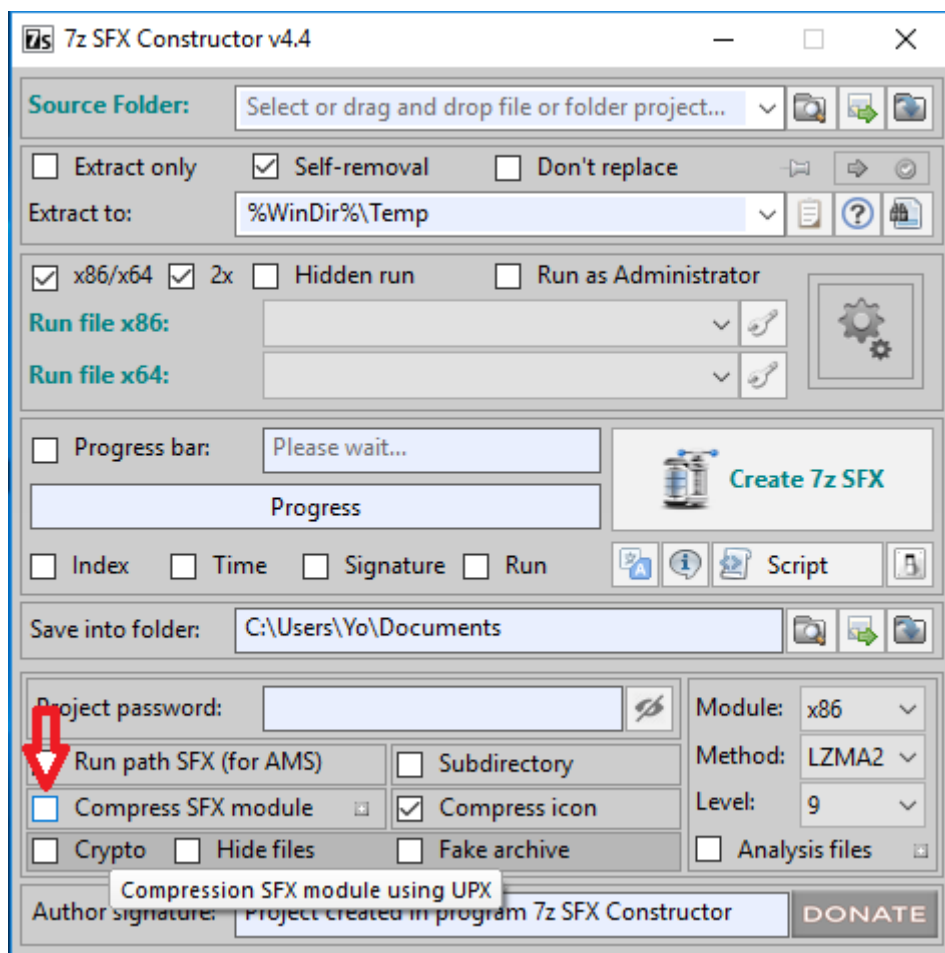 7s 7z SFX Constructor v4.4
Source Folder: Select or drag and drop file or folder project...
Extract only Self-removal Don't replace
Extract to: %WinDir%\Temp
x86/x64 2x Hidden run Run as Administrator
Run file x86:
Run file x64:
Progress bar: Please wait...
Create 7z SFX
Progress
Index Time Signature Run Script
Save into folder: C:\Users\Yo\Documents
Project password: Module: x86
Run path SFX (for AMS) Subdirectory Method: LZMA2
Compress SFX module Compress icon Level: 9
Crypto Hide files Fake archive Analysis files
Compression SFX module using UPX
Author signature: Project created in program 7z SFX Constructor DONATE